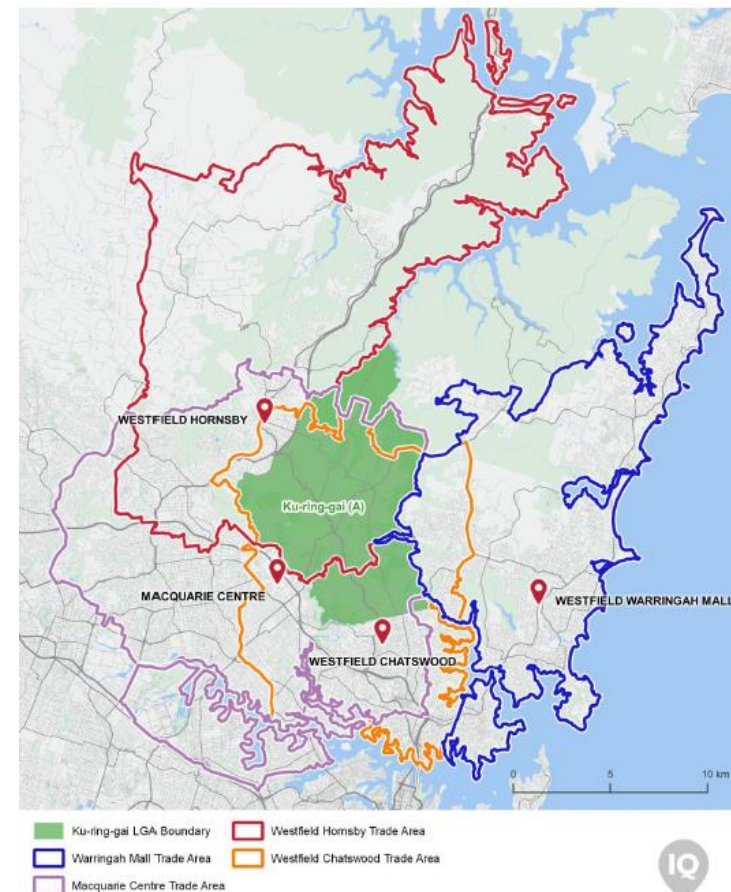 WESTFIELD HORNSBY
Ku-ring-gai (A)
MACQUARIE CENTRE
WESTFIELD WARRINGAH MALL
WESTFIELD CHATSWOOD
0 5 10 km
Ku-ring-gai LGA Boundary
Westfield Hornsby Trade Area
Warringah Mall Trade Area
Westfield Chatswood Trade Area
Macquarie Centre Trade Area
IQ